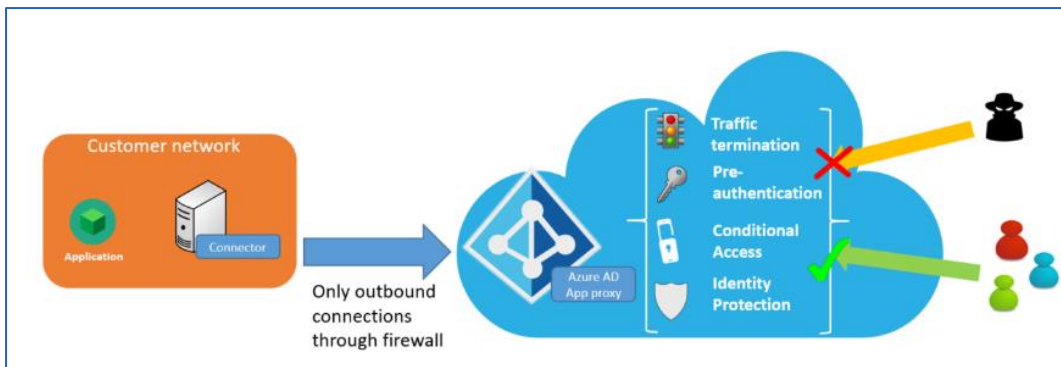 Customer network
Application
Connector
Only outbound
connections
through firewall
Azure AD
App proxy
Traffic
termination
Pre-
authentication
Conditional
Access
Identity
Protection